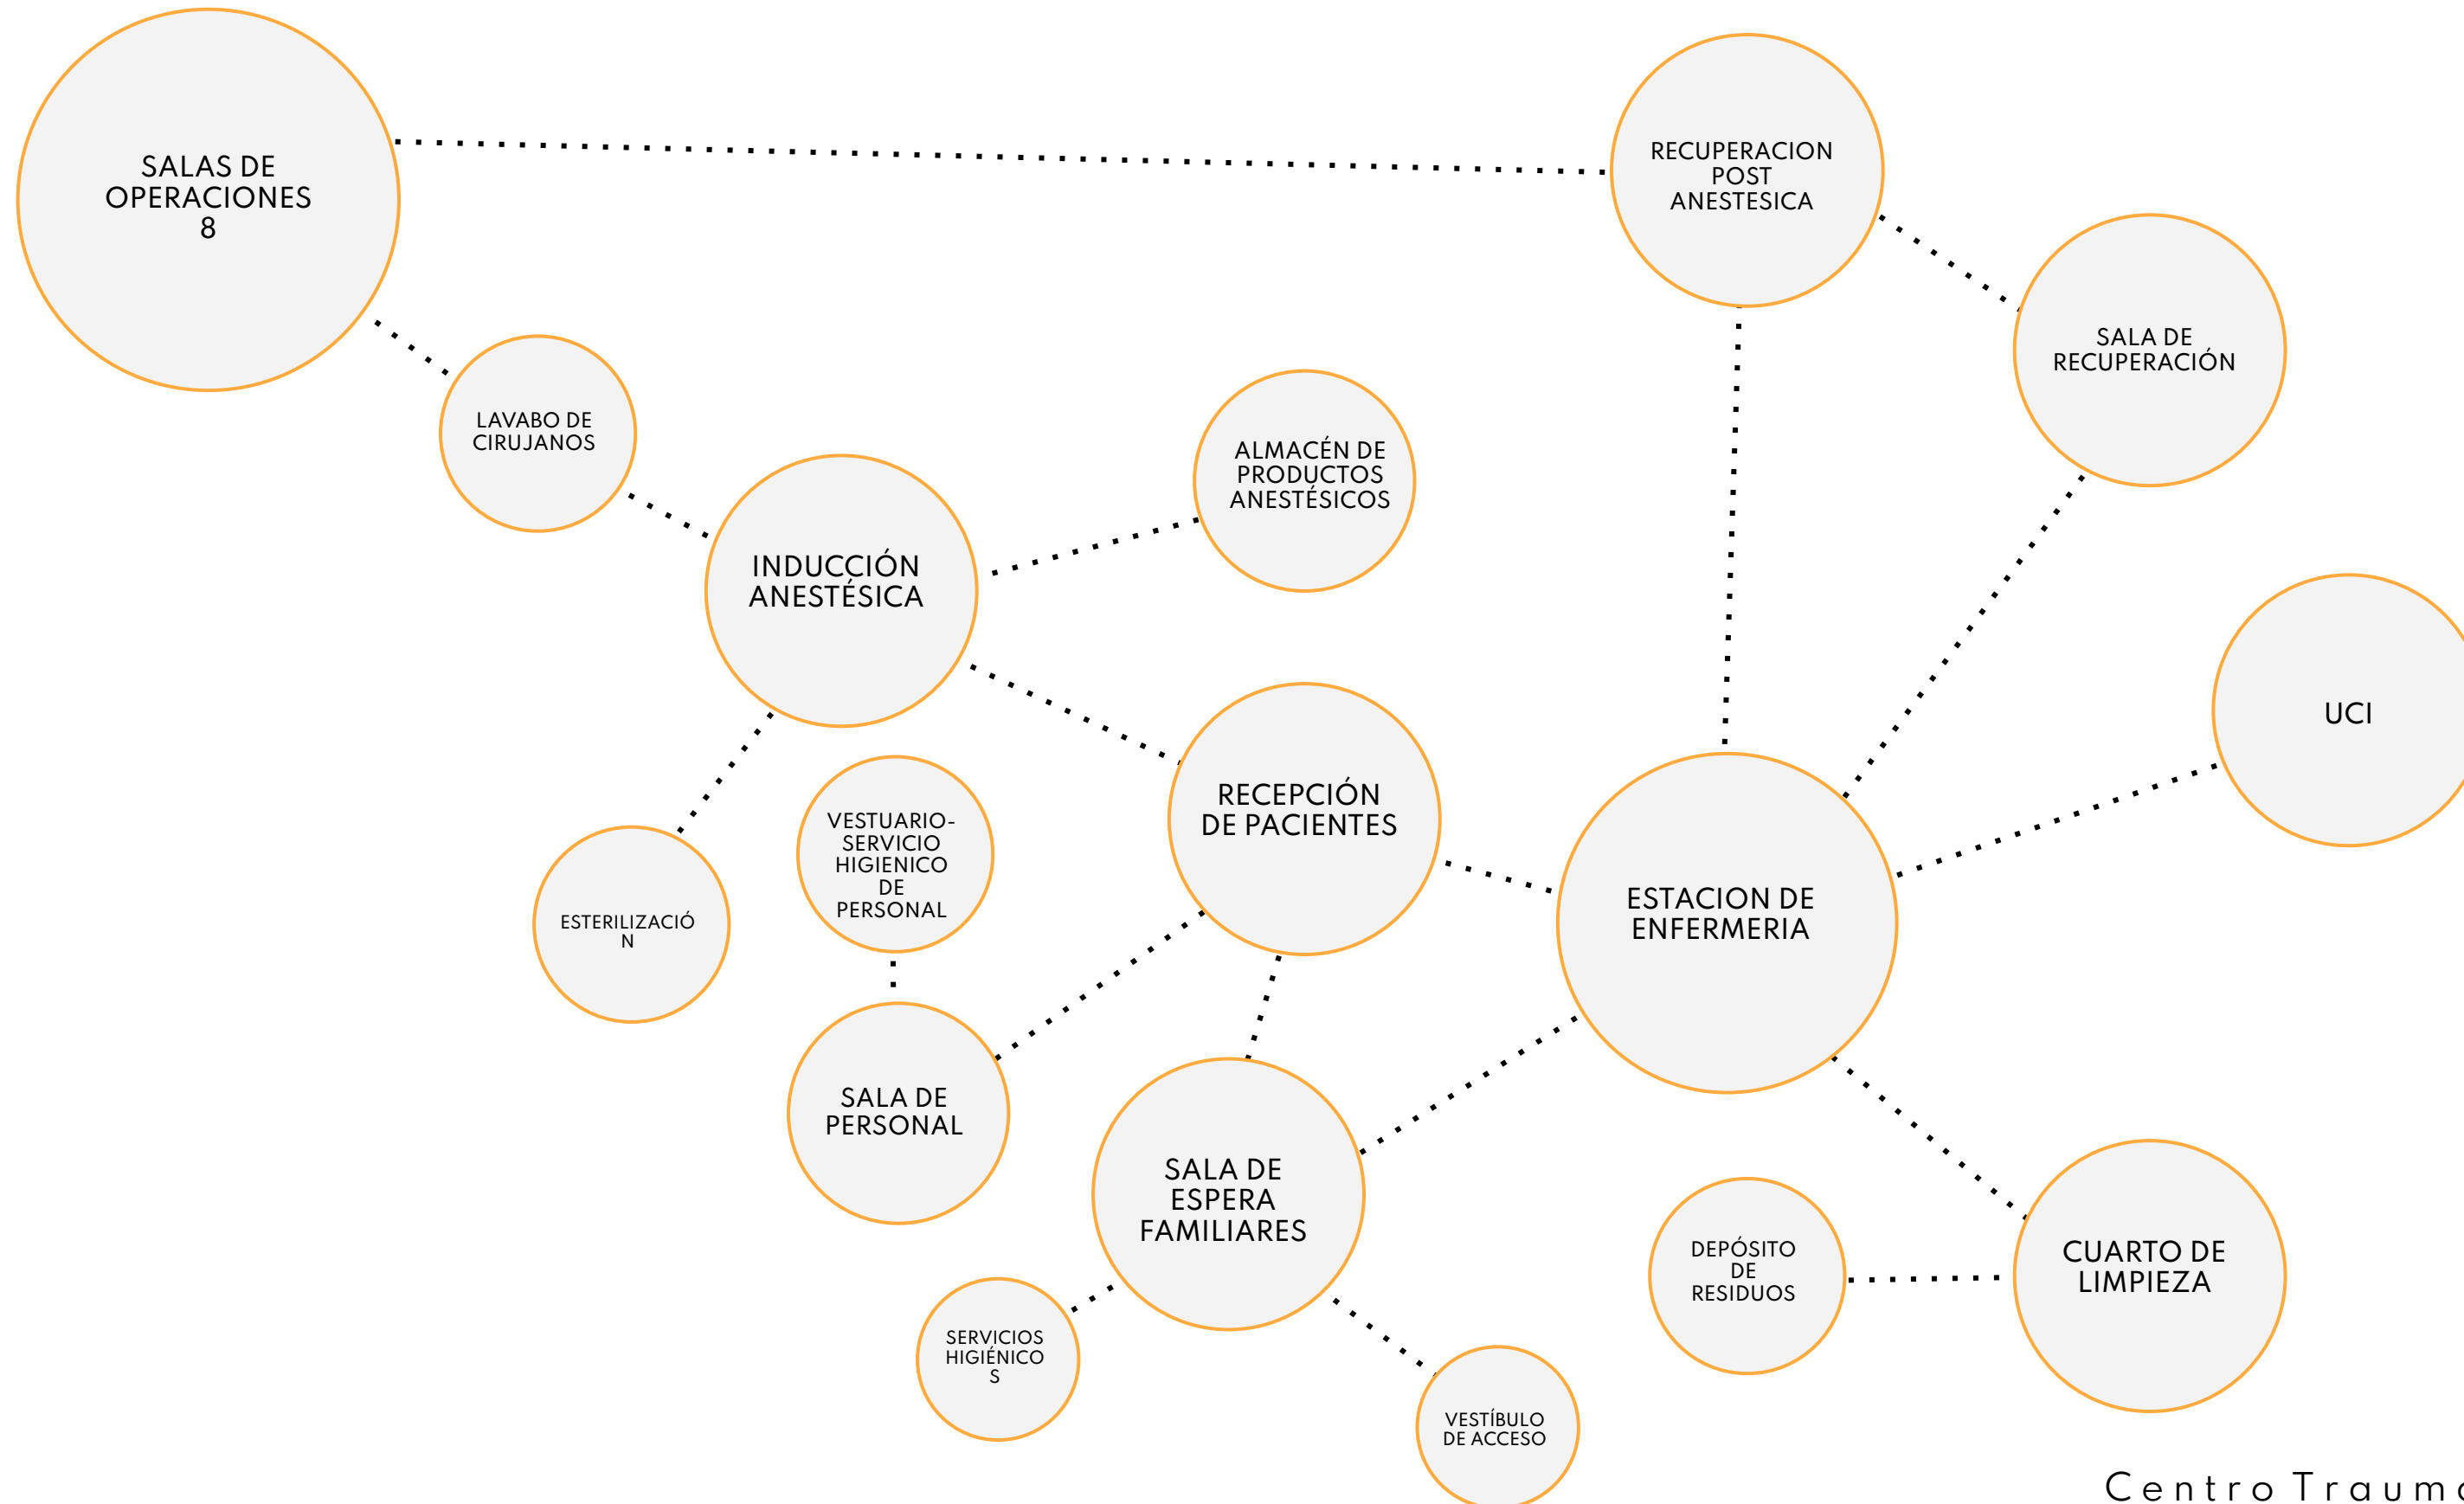 SALAS DE
OPERACIONES
8
RECUPERACION
POST
ANESTESICA
SALA DE
RECUPERACIÓN
LAVABO DE
CIRUJANOS
ALMACÉN DE
PRODUCTOS
ANESTÉSICOS
INDUCCIÓN
ANESTÉSICA
UCI
RECEPCIÓN
DE PACIENTES
VESTUARIO-
SERVICIO
HIGIENICO
DE
PERSONAL
ESTACION DE
ENFERMERIA
ESTERILIZACIÓ
N
SALA DE
PERSONAL
SALA DE
ESPERA
FAMILIARES
DEPÓSITO
DE
RESIDUOS
CUARTO DE
LIMPIEZA
SERVICIOS
HIGIÉNICO
S
VESTÍBULO
DE ACCESO
Centro